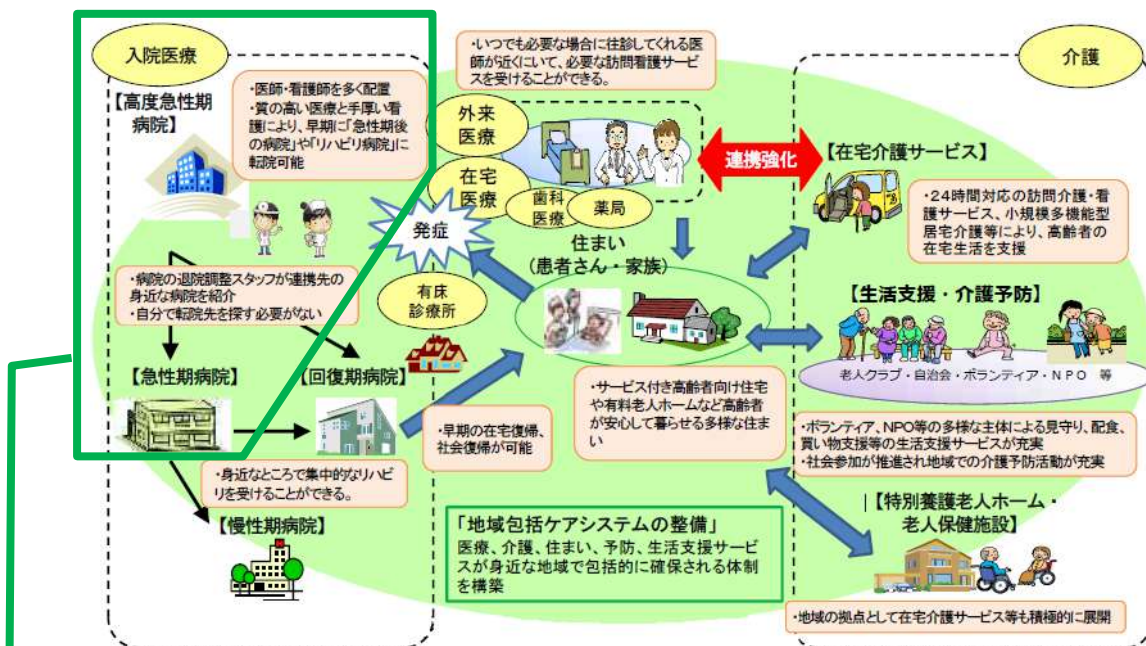 入院医療
【高度急性期
病院】
・医師・看護師を多く配置
・質の高い医療と手厚い看
護により、早期に「急性期後
の病院」や「リハビリ病院」に
転院可能
・病院の退院調整スタッフが連携先の
身近な病院を紹介
・自分で転院先を探す必要がない
【急性期病院】
【回復期病院】
・身近なところで集中的なリハビ
リを受けることができる。
【慢性期病院】
・いつでも必要な場合に往診してくれる医
師が近くにいて、必要な訪問看護サービ
スを受けることができる。
外来
医療
在宅
医療
歯科
医療
薬局
発症
有床
診療所
住まい
(患者さん・家族)
・早期の在宅復帰、
社会復帰が可能
・サービス付き高齢者向け住宅
や有料老人ホームなど高齢者
が安心して暮らせる多様な住ま
い
「地域包括ケアシステムの整備」
医療、介護、住まい、予防、生活支援サービ
スが身近な地域で包括的に確保される体制
を構築
連携強化
介護
【在宅介護サービス】
・24時間対応の訪問介護・看
護サービス、小規模多機能型
居宅介護等により、高齢者の
在宅生活を支援
【生活支援・介護予防】
老人クラブ・自治会・ボランティア・NPO 等
・ボランティア、NPO等の多様な主体による見守り、配食、
買い物支援等の生活支援サービスが充実
・社会参加が推進され地域での介護予防活動が充実
【特別養護老人ホーム・
老人保健施設】
・地域の拠点として在宅介護サービス等も積極的に展開